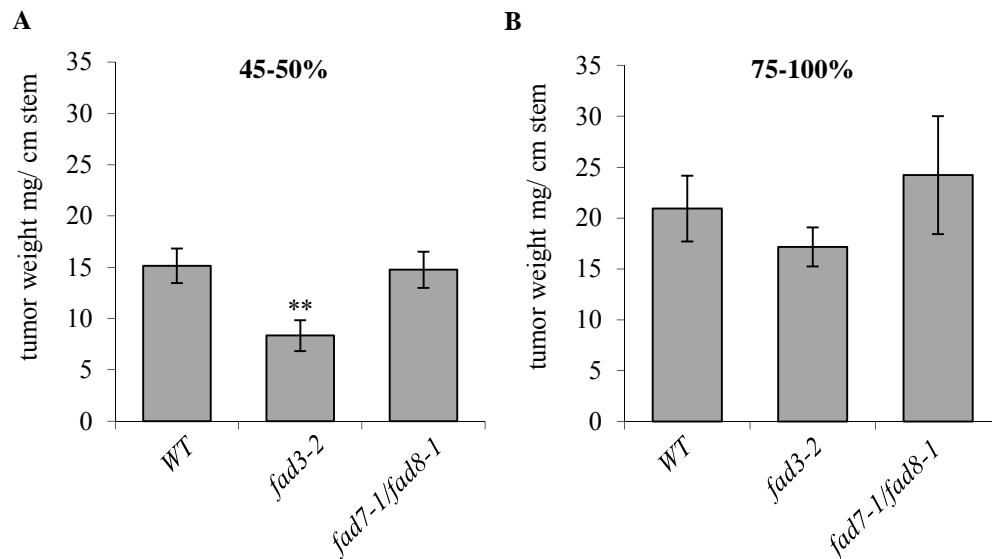 A
45-50%
tumor weight mg/ cm stem
35
30
25
20
15
10
5
0
**
WT
fad3-2
fad7-1/fad8-1
B
75-100%
tumor weight mg/ cm stem
35
30
25
20
15
10
5
0
WT
fad3-2
fad7-1/fad8-1